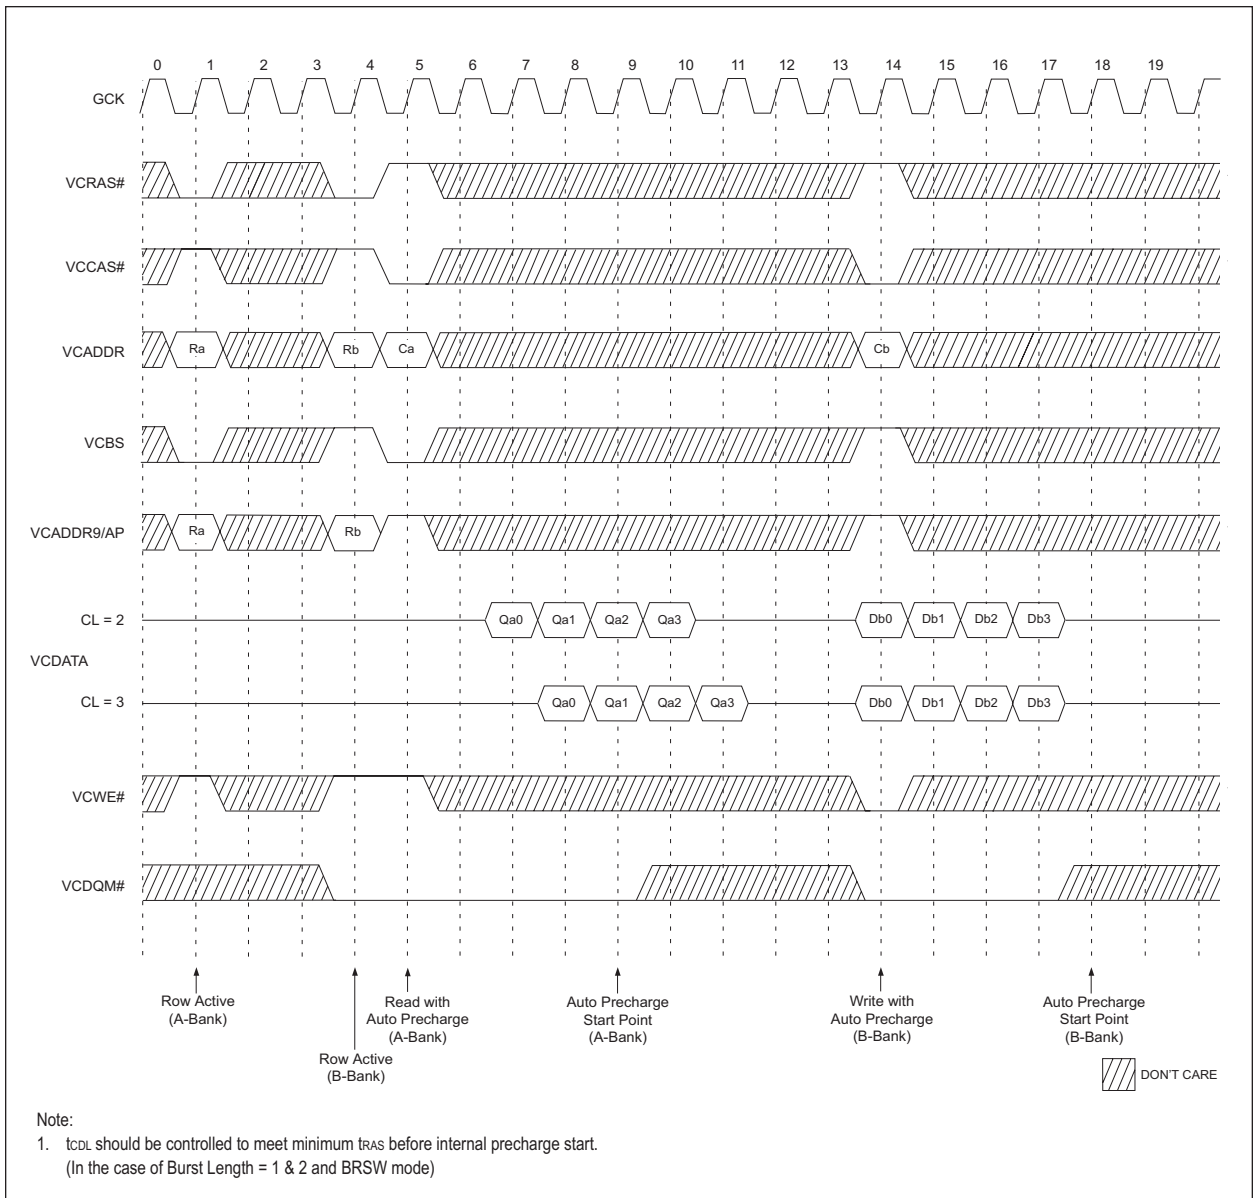 0 1 2 3 4 5 6 7 8 9 10 11 12 13 14 15 16 17 18 19
GCK
VCRAS#
VCCAS#
VCADDR Ra Rb Ca Cb
VCBS
VCADDR9/AP Ra Rb
CL = 2 Qa0 Qa1 Qa2 Qa3 Db0 Db1 Db2 Db3
VCDATA
CL = 3 Qa0 Qa1 Qa2 Qa3 Db0 Db1 Db2 Db3
VCWE#
VCDQM#
Row Active
(A-Bank)
Row Active
(B-Bank)
Read with
Auto Precharge
(A-Bank)
Auto Precharge
Start Point
(A-Bank)
Write with
Auto Precharge
(B-Bank)
Auto Precharge
Start Point
(B-Bank)
DON'T CARE
Note:
1. tCDL should be controlled to meet minimum tRAS before internal precharge start.
(In the case of Burst Length = 1 & 2 and BRSW mode)